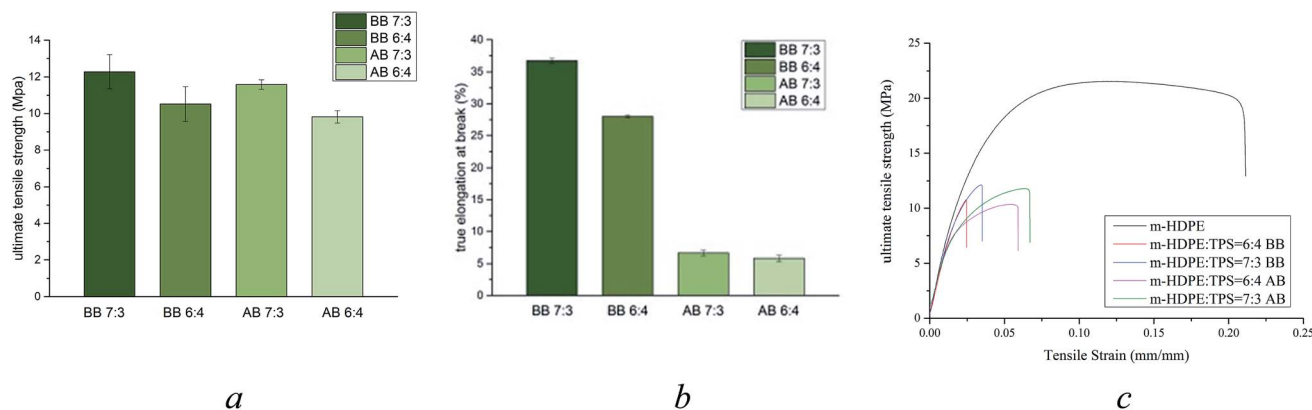 BB 7:3
BB 6:4
AB 7:3
AB 6:4
14
12
10
8
6
4
2
0
ultimate tensile strength (Mpa)
BB 7:3 BB 6:4 AB 7:3 AB 6:4
a
BB 7:3
BB 6:4
AB 7:3
AB 6:4
40
35
30
25
20
15
10
5
0
true elongation at break (%)
BB 7:3 BB 6:4 AB 7:3 AB 6:4
b
25
20
15
10
5
0
ultimate tensile strength (MPa)
m-HDPE
m-HDPE:TPS=6:4 BB
m-HDPE:TPS=7:3 BB
m-HDPE:TPS=6:4 AB
m-HDPE:TPS=7:3 AB
0.00 0.05 0.10 0.15 0.20 0.25
Tensile Strain (mm/mm)
c